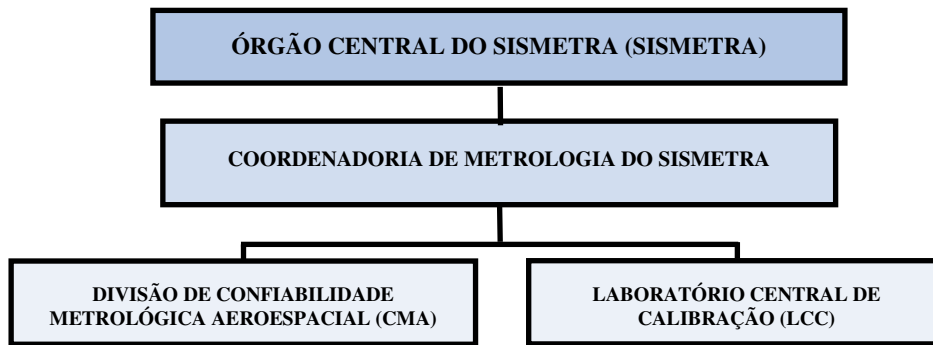 ÓRGÃO CENTRAL DO SISMETRA (SISMETRA)
COORDENADORIA DE METROLOGIA DO SISMETRA
DIVISÃO DE CONFIABILIDADE
METROLÓGICA AEROESPACIAL (CMA)
LABORATÓRIO CENTRAL DE
CALIBRAÇÃO (LCC)